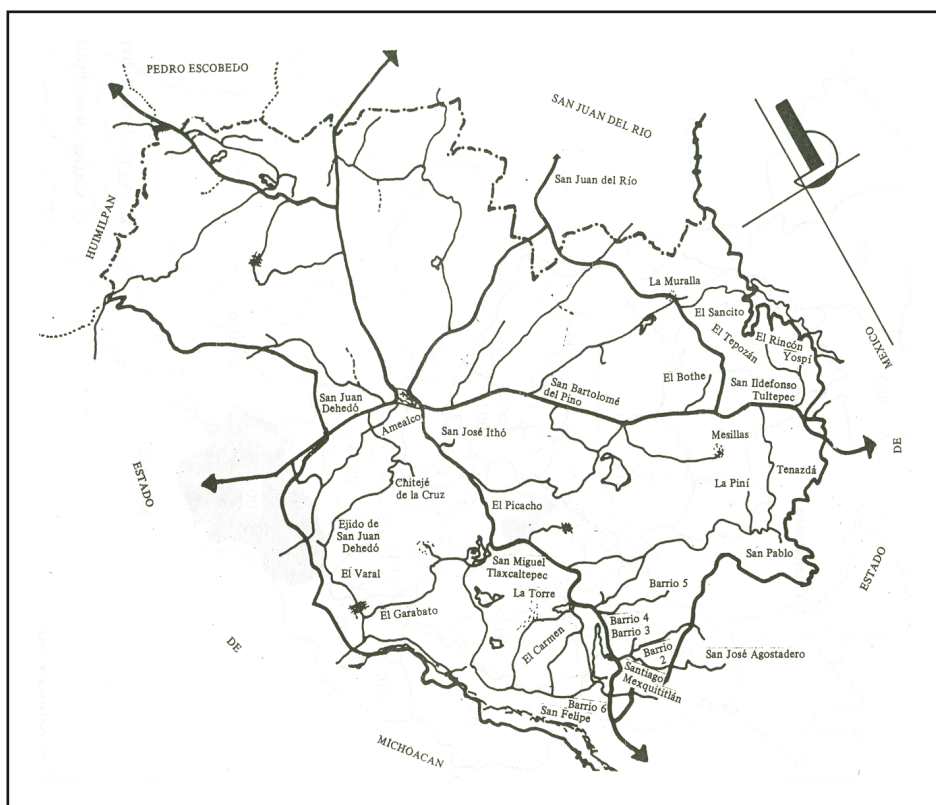 PEDRO ESCOBEDO
SAN JUAN DEL RIO
HUIMILPAN
San Juan del Río
La Muralla
El Sancito
El Tepozán
El Rincón
Yospí
MEXICO
El Bothe
San Ildefonso
Tultepec
San Bartolomé
del Pino
San Juan
Dehedó
Amealco
San José Ithó
Mesillas
DE
ESTADO
Chitejé
de la Cruz
La Piní
Tenazdá
El Picacho
Ejido de
San Juan
Dehedó
San Pablo
San Miguel
Tlaxcaltepec
ESTADO
El Varal
La Torre
Barrio 5
El Garabato
Barrio 4
Barrio 3
El Carmen
Barrio
2
San José Agostadero
DE
Santiago
Mexquititlán
Barrio 6
San Felipe
MICHOACAN